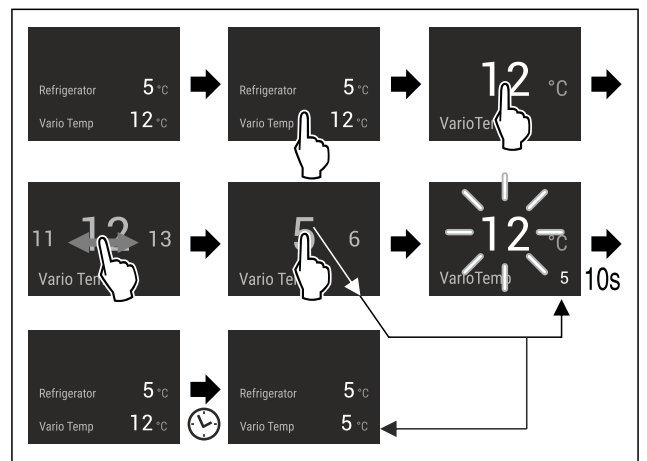 Refrigerator 5 °C
Vario Temp 12 °C
Refrigerator 5 °C
Vario Temp 12 °C
12 °C
VarioTemp
11 12 13
Vario Temp
5 6
Vario Temp
12 °C
VarioTemp 5
10s
Refrigerator 5 °C
Vario Temp 12 °C
Refrigerator 5 °C
Vario Temp 5 °C